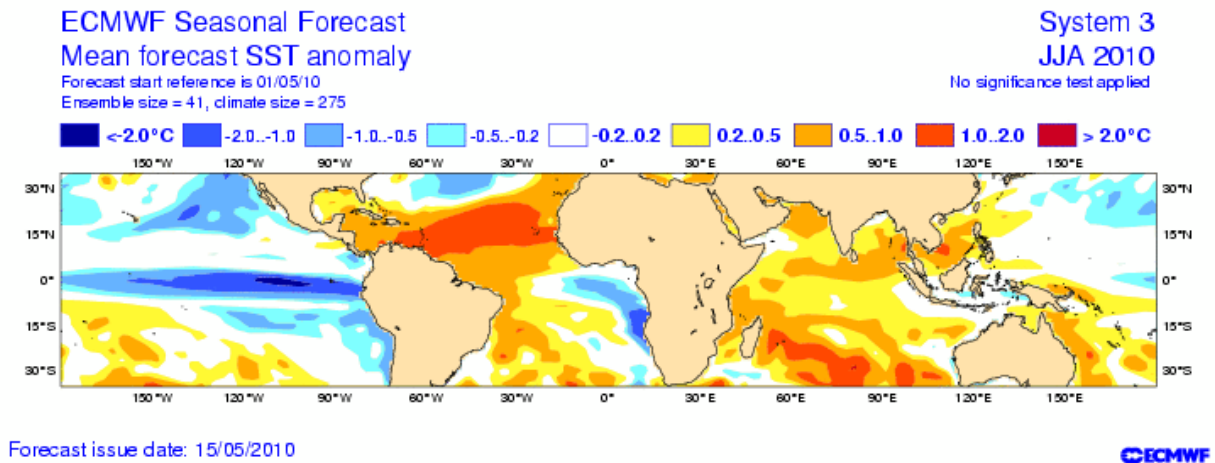 ECMWF Seasonal Forecast
System 3
Mean forecast SST anomaly
JJA 2010
Forecast start reference is 01/05/10
No significance test applied
Ensemble size = 41, climate size = 275
<-2.0°C -2.0..-1.0 -1.0..-0.5 -0.5..-0.2 -0.2..0.2 0.2..0.5 0.5..1.0 1.0..2.0 > 2.0°C
150°W 120°W 90°W 60°W 30°W 0° 30°E 60°E 90°E 120°E 150°E
30°N 30°N
15°N 15°N
0° 0°
15°S 15°S
30°S 30°S
150°W 120°W 90°W 60°W 30°W 0° 30°E 60°E 90°E 120°E 150°E
Forecast issue date: 15/05/2010
ECMWF